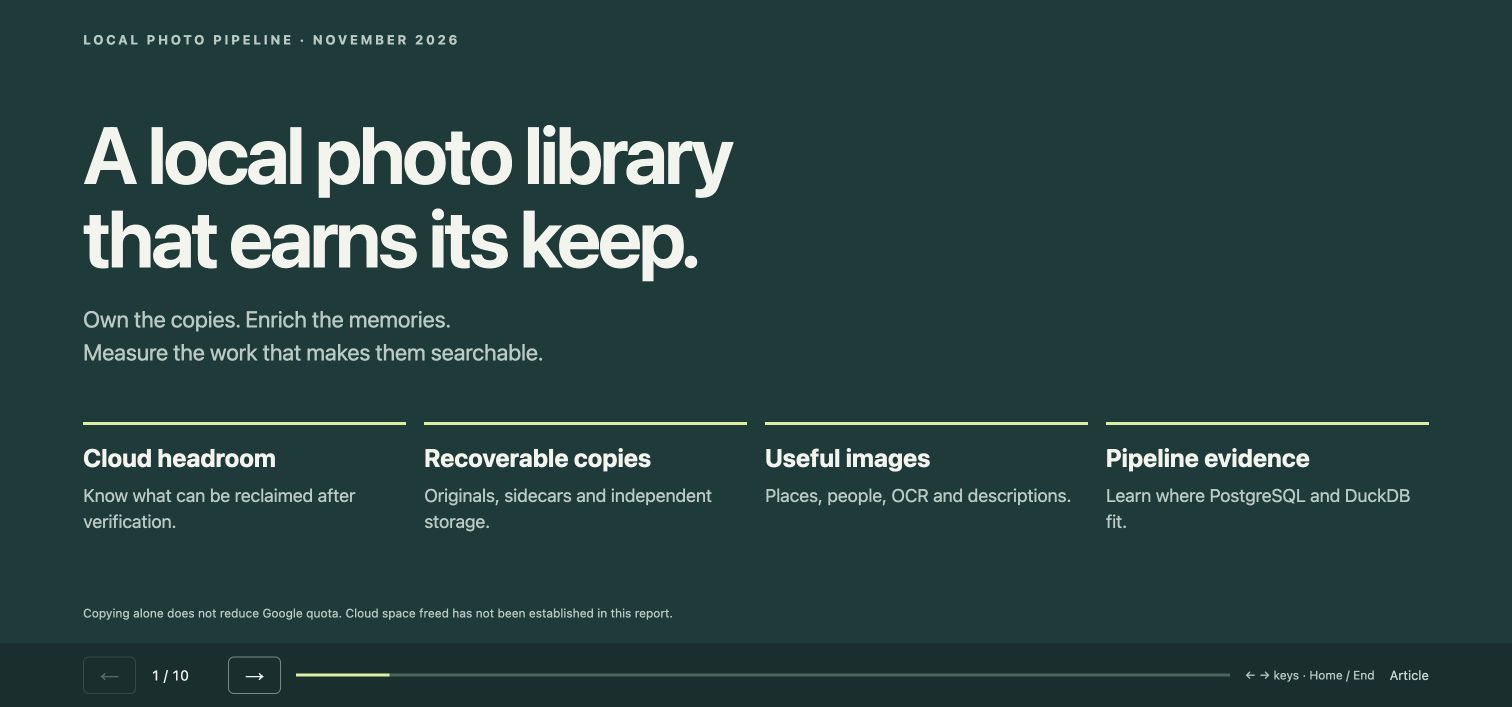 LOCAL PHOTO PIPELINE · NOVEMBER 2026
A local photo library
that earns its keep.
Own the copies. Enrich the memories.
Measure the work that makes them searchable.
Cloud headroom
Know what can be reclaimed after
verification.
Recoverable copies
Originals, sidecars and independent
storage.
Useful images
Places, people, OCR and descriptions.
Pipeline evidence
Learn where PostgreSQL and DuckDB
fit.
Copying alone does not reduce Google quota. Cloud space freed has not been established in this report.
← 1 / 10 → ← → keys · Home / End Article